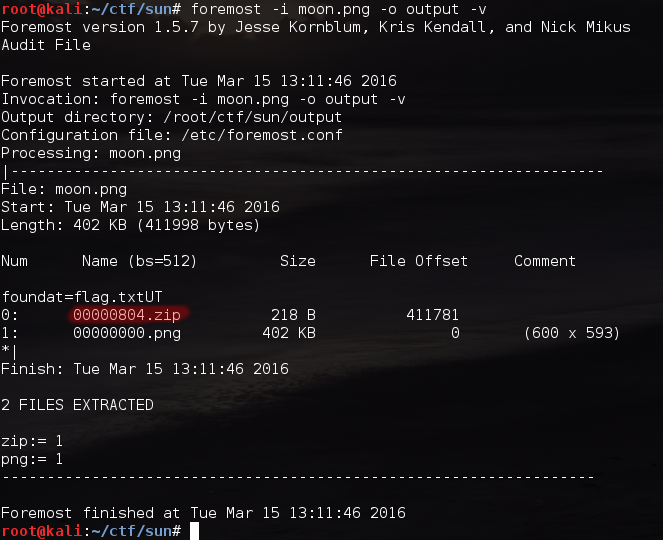 root@kali:~/ctf/sun# foremost -i moon.png -o output -v
Foremost version 1.5.7 by Jesse Kornblum, Kris Kendall, and Nick Mikus
Audit File
Foremost started at Tue Mar 15 13:11:46 2016
Invocation: foremost -i moon.png -o output -v
Output directory: /root/ctf/sun/output
Configuration file: /etc/foremost.conf
Processing: moon.png
|------------------------------------------------------------------
File: moon.png
Start: Tue Mar 15 13:11:46 2016
Length: 402 KB (411998 bytes)
Num      Name (bs=512)         Size      File Offset     Comment
foundat=flag.txtUT
0:      00000804.zip          218 B          411781
1:      00000000.png         402 KB               0       (600 x 593)
*|
Finish: Tue Mar 15 13:11:46 2016
2 FILES EXTRACTED
zip:= 1
png:= 1
------------------------------------------------------------------
Foremost finished at Tue Mar 15 13:11:46 2016
root@kali:~/ctf/sun#